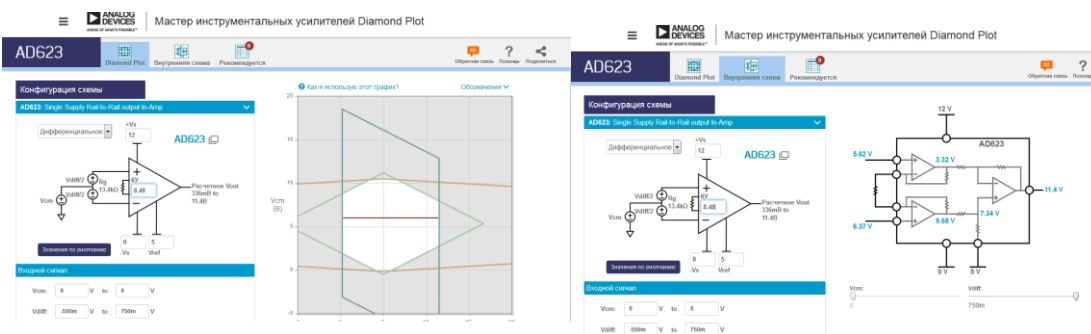 ANALOG
DEVICES
AHEAD OF WHAT'S POSSIBLE™
Мастер инструментальных усилителей Diamond Plot
AD623
Diamond Plot
Внутренняя схема
Рекомендуется
Обратная связь
Помощь
Поделиться
Конфигурация схемы
AD623: Single Supply Rail-to-Rail output In-Amp
Дифференциальное
+Vs
12
AD623
Vdiff/2
Vdiff/2
Vcm
Rg
13.4kΩ
КУ
8.48
Расчетное Vout
336mВ to
11.4В
Значения по умолчанию
0
5
-Vs
Vref
Входной сигнал
Vcm: 6 V to 6 V
Vdiff: -550m V to 750m V
Как я использую этот график?
Обозначения
20
15
10
Vcm
(В)
5
0
-5
ANALOG
DEVICES
AHEAD OF WHAT'S POSSIBLE™
Мастер инструментальных усилителей Diamond Plot
AD623
Diamond Plot
Внутренняя схема
Рекомендуется
Обратная связь
Конфигурация схемы
AD623: Single Supply Rail-to-Rail output In-Amp
Дифференциальное
+Vs
12
AD623
Vdiff/2
Vdiff/2
Vcm
Rg
13.4kΩ
КУ
8.48
Расчетное Vout
336mВ to
11.4В
Значения по умолчанию
0
5
-Vs
Vref
Входной сигнал
Vcm: 6 V to 6 V
Vdiff: -550m V to 750m V
12 V
AD623
5.62 V
3.32 V
11.4 V
7.34 V
9.68 V
6.37 V
0 V
5 V
Vcm:
6
Vdiff:
750m